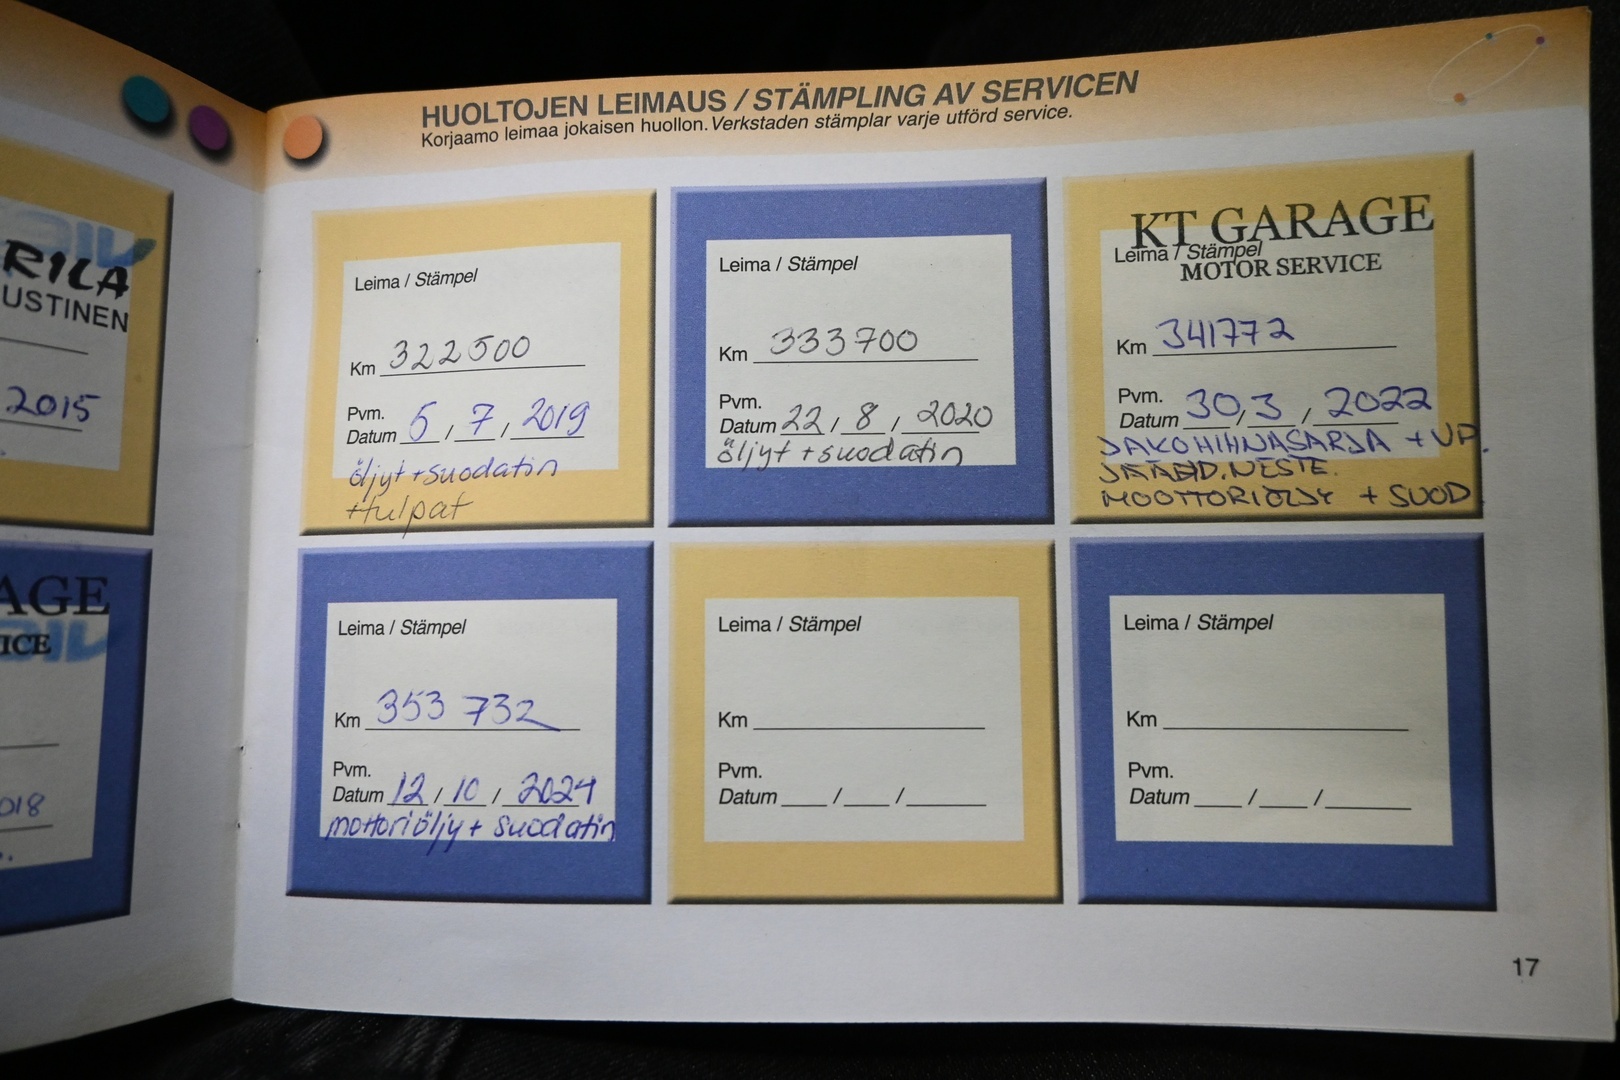 RILA
USTINEN
2015
AGE
ICE
018
HUOLTOJEN LEIMAUS / STÄMPLING AV SERVICEN
Korjaamo leimaa jokaisen huollon. Verkstaden stämplar varje utförd service.
Leima / Stämpel
Km 322500
Pvm.
Datum 5 / 7 / 2019
öljyt + suodatin
+tulpat
Leima / Stämpel
Km 333700
Pvm.
Datum 22 / 8 / 2020
öljyt + suodatin
KT GARAGE
Leima / Stämpel
MOTOR SERVICE
Km 341772
Pvm.
Datum 30 / 3 / 2022
JAKOHIHNASARJA + VP.
JÄÄHD.NESTE.
MOOTTORIÖLJY + SUOD.
Leima / Stämpel
Km 353 732
Pvm.
Datum 12 / 10 / 2024
mottoriöljy + suodatin
Leima / Stämpel
Km
Pvm.
Datum / /
Leima / Stämpel
Km
Pvm.
Datum / /
17